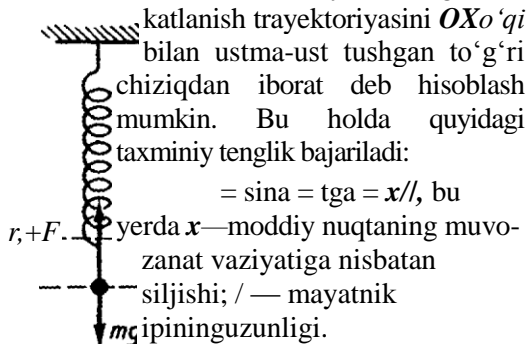 katlanish trayektoriyasini OXo‘qi
bilan ustma-ust tushgan to‘g‘ri
chiziqdan iborat deb hisoblash
mumkin. Bu holda quyidagi
taxminiy tenglik bajariladi:
= sina = tga = x//, bu
r,+F yerda x—moddiy nuqtaning muvo-
zanat vaziyatiga nisbatan
siljishi; / — mayatnik
mg ipininguzunligi.